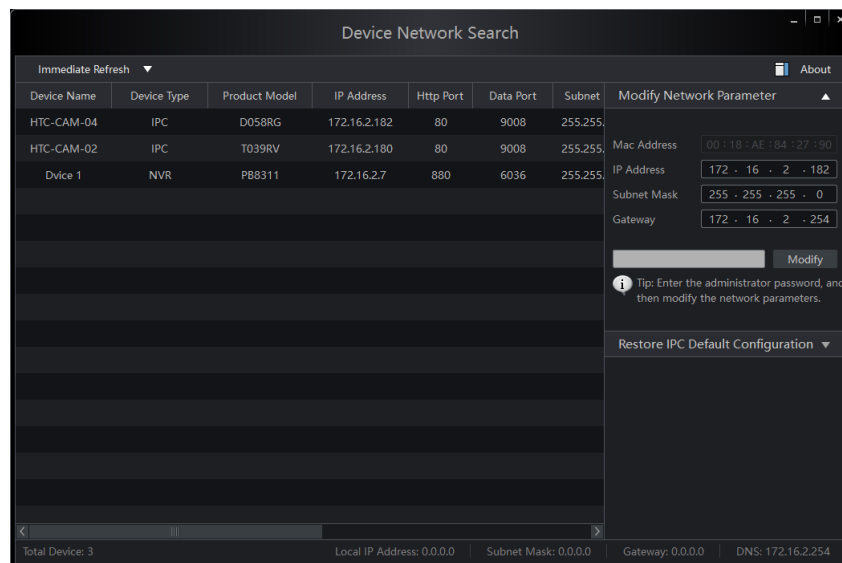 Device Network Search
Immediate Refresh
About
Device Name Device Type Product Model IP Address Http Port Data Port Subnet
HTC-CAM-04 IPC D058RG 172.16.2.182 80 9008 255.255.
HTC-CAM-02 IPC T039RV 172.16.2.180 80 9008 255.255.
Dvice 1 NVR PB8311 172.16.2.7 880 6036 255.255.
Modify Network Parameter
Mac Address 00 : 18 : AE : 84 : 27 : 90
IP Address 172 . 16 . 2 . 182
Subnet Mask 255 . 255 . 255 . 0
Gateway 172 . 16 . 2 . 254
Modify
Tip: Enter the administrator password, and
then modify the network parameters.
Restore IPC Default Configuration
Total Device: 3 Local IP Address: 0.0.0.0 Subnet Mask: 0.0.0.0 Gateway: 0.0.0.0 DNS: 172.16.2.254